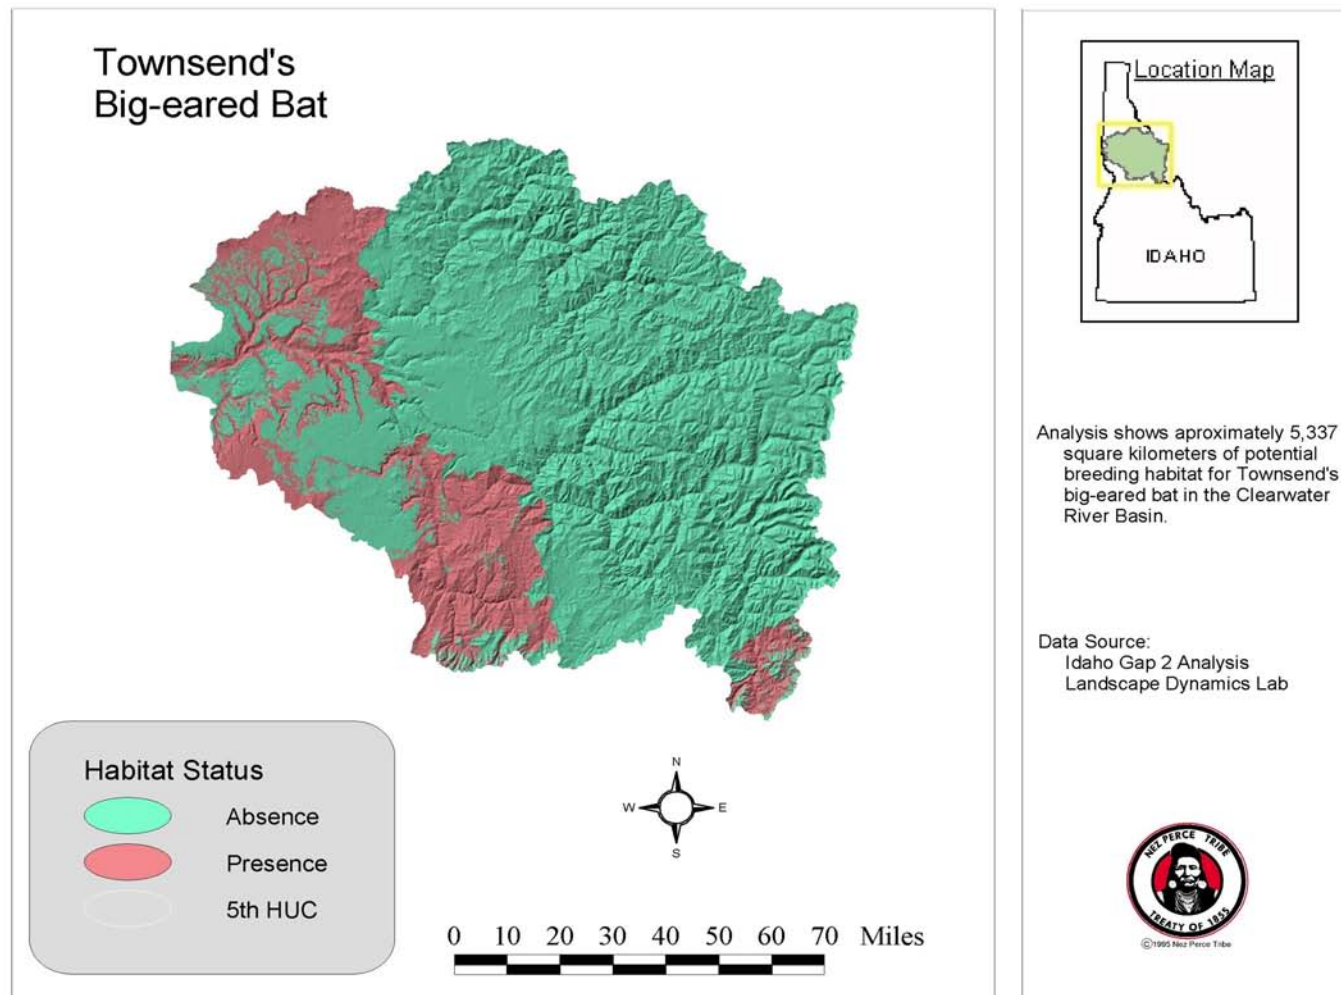 Townsend's
Big-eared Bat
Habitat Status
Absence
Presence
5th HUC
N
W E
S
0 10 20 30 40 50 60 70 Miles
Location Map
IDAHO
Analysis shows aproximately 5,337
square kilometers of potential
breeding habitat for Townsend's
big-eared bat in the Clearwater
River Basin.
Data Source:
Idaho Gap 2 Analysis
Landscape Dynamics Lab
NEZ PERCE TRIBE
TREATY OF 1855
©1995 Nez Perce Tribe